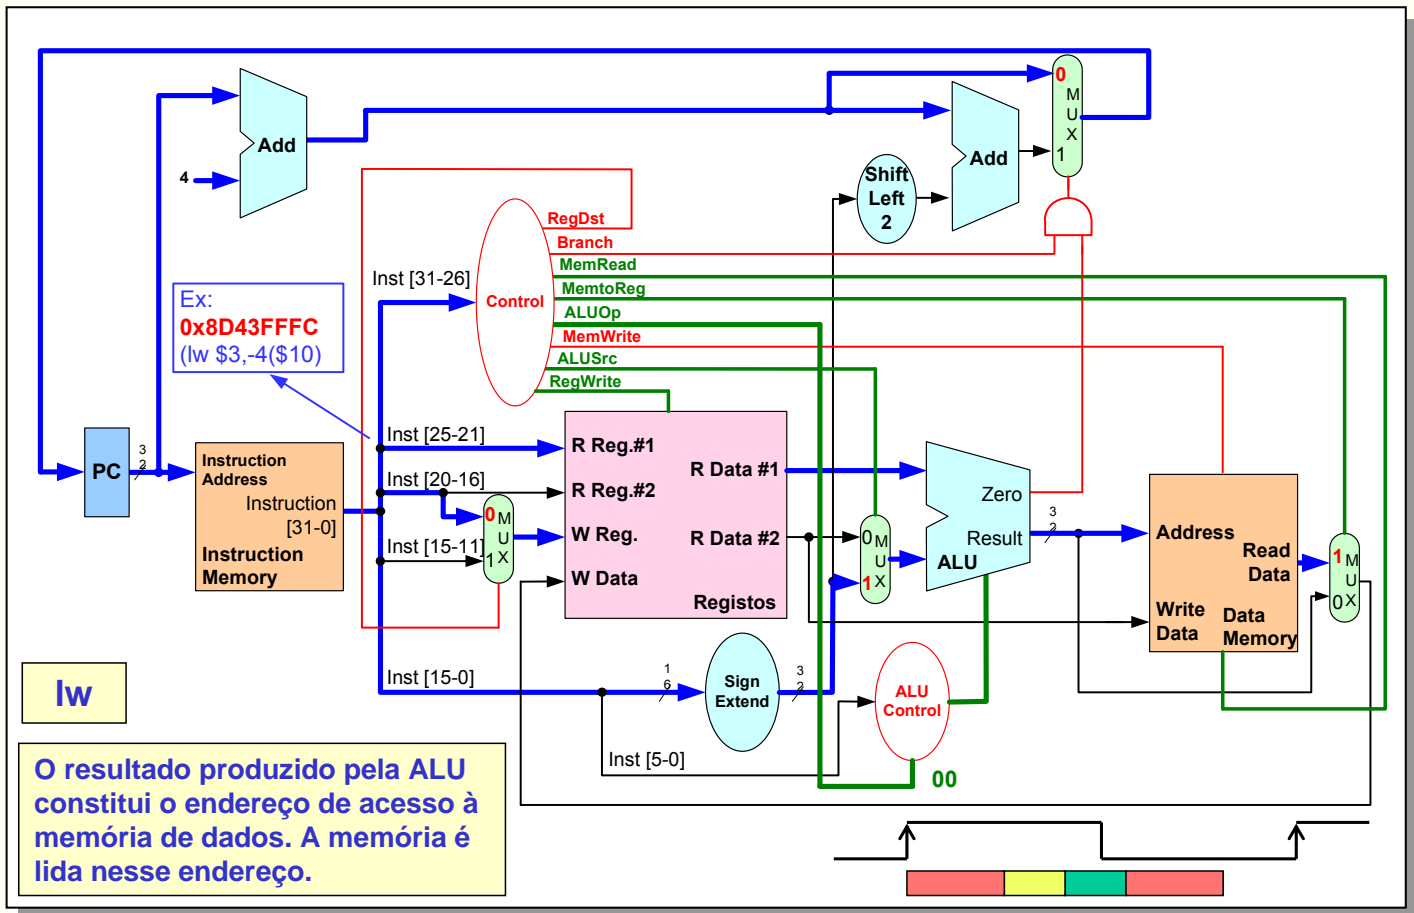 0
M
U
X
1
Add
4
Add
Shift
Left
2
RegDst
Branch
MemRead
MemtoReg
ALUOp
MemWrite
ALUSrc
RegWrite
Inst [31-26]
Control
Ex:
0x8D43FFFC
(lw $3,-4($10)
PC
32
Instruction
Address
Instruction
[31-0]
Instruction
Memory
Inst [25-21]
Inst [20-16]
Inst [15-11]
0
M
U
X
1
R Reg.#1
R Reg.#2
W Reg.
W Data
R Data #1
R Data #2
Registos
0
M
U
X
1
Zero
Result
ALU
32
Address
Read
Data
Write
Data
Data
Memory
1
M
U
X
0
Inst [15-0]
16
Sign
Extend
32
ALU
Control
Inst [5-0]
00
lw
O resultado produzido pela ALU
constitui o endereço de acesso à
memória de dados. A memória é
lida nesse endereço.